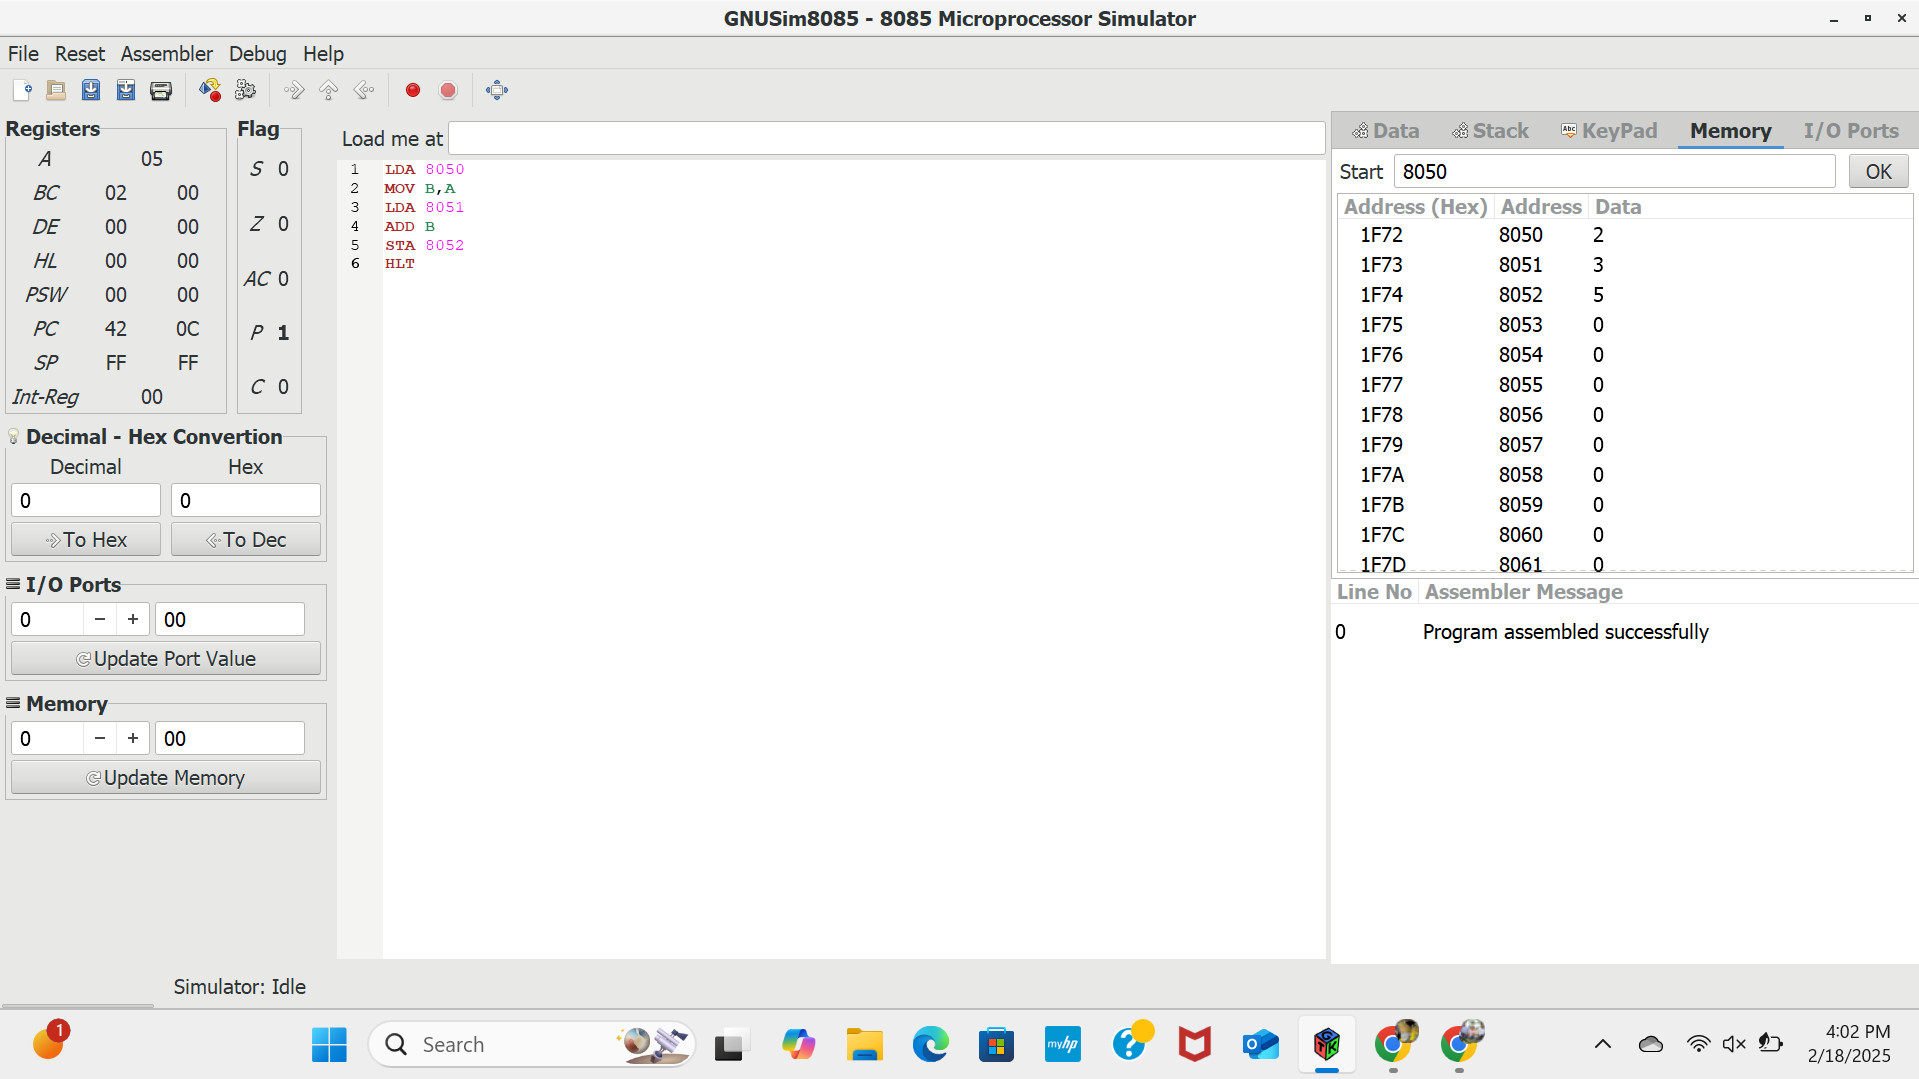 GNUSim8085 - 8085 Microprocessor Simulator
File Reset Assembler Debug Help
Registers
A 05
BC 02 00
DE 00 00
HL 00 00
PSW 00 00
PC 42 0C
SP FF FF
Int-Reg 00
Flag
S 0
Z 0
AC 0
P 1
C 0
Decimal - Hex Convertion
Decimal Hex
0 0
To Hex To Dec
I/O Ports
0 − + 00
Update Port Value
Memory
0 − + 00
Update Memory
Load me at
1 LDA 8050
2 MOV B,A
3 LDA 8051
4 ADD B
5 STA 8052
6 HLT
Data Stack Abc KeyPad Memory I/O Ports
Start 8050 OK
Address (Hex) Address Data
1F72 8050 2
1F73 8051 3
1F74 8052 5
1F75 8053 0
1F76 8054 0
1F77 8055 0
1F78 8056 0
1F79 8057 0
1F7A 8058 0
1F7B 8059 0
1F7C 8060 0
1F7D 8061 0
Line No Assembler Message
0 Program assembled successfully
Simulator: Idle
1
Search
myhp
GTK
4:02 PM
2/18/2025